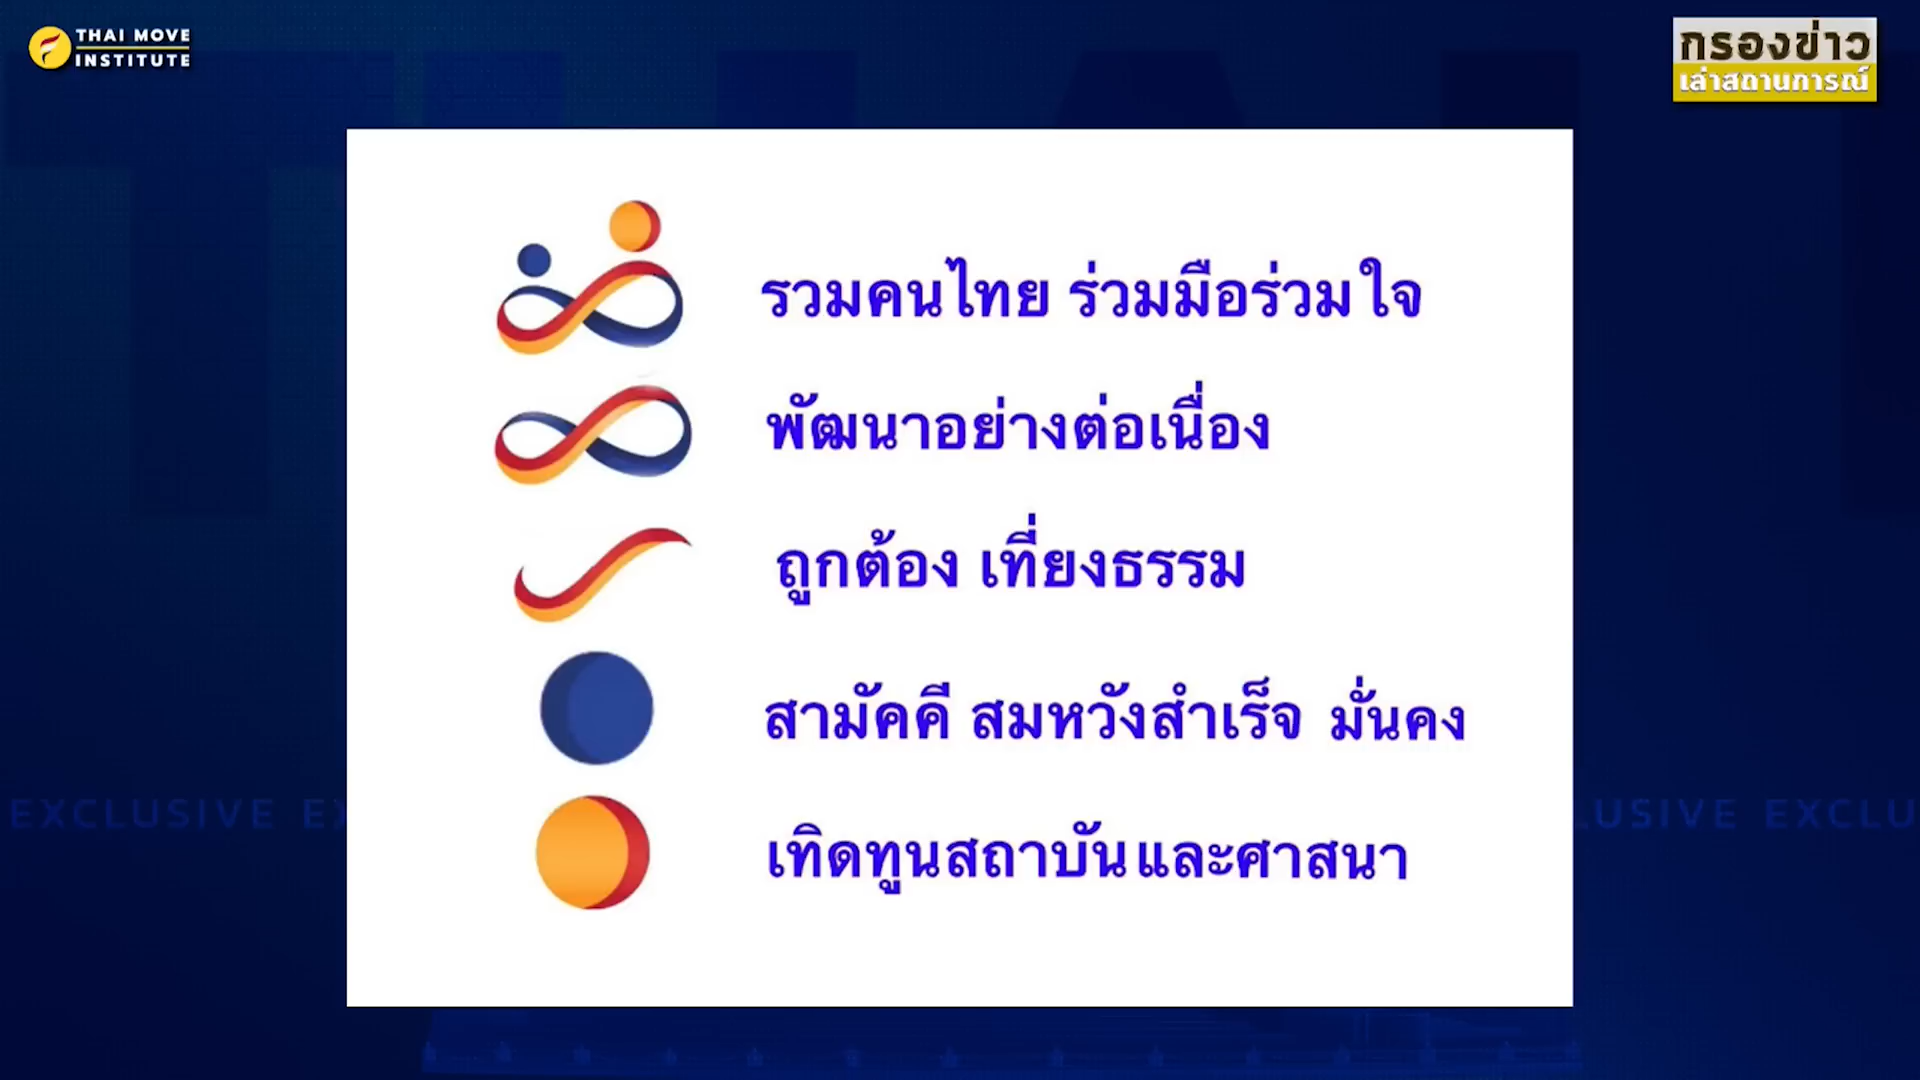 THAI MOVE
INSTITUTE
กรองข่าว
เล่าสถานการณ์
รวมคนไทย ร่วมมือร่วมใจ
พัฒนาอย่างต่อเนื่อง
ถูกต้อง เที่ยงธรรม
สามัคคี สมหวังสำเร็จ มั่นคง
เทิดทูนสถาบันและศาสนา
EXCLUSIVE EX
LUSIVE EXCLU